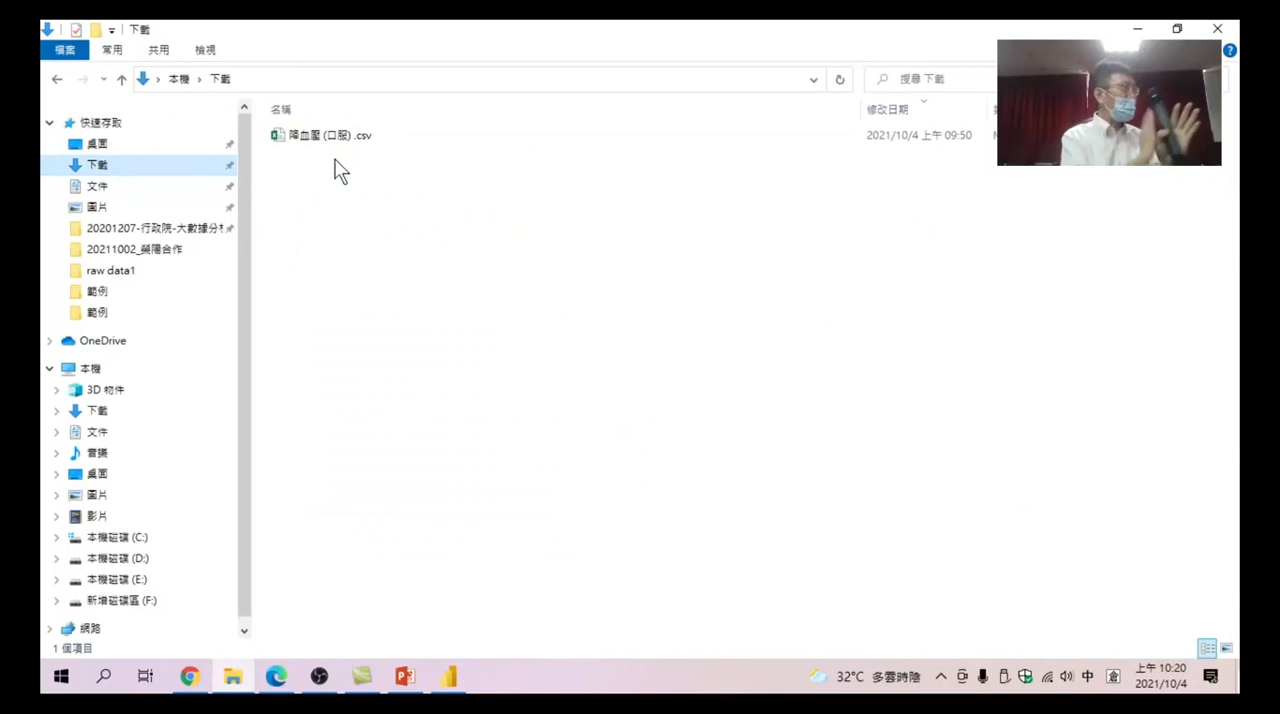 下載
檔案 常用 共用 檢視
本機 下載 搜尋 下載
名稱 修改日期
降血壓 (口服) .csv 2021/10/4 上午 09:50
快速存取
桌面
下載
文件
圖片
20201207-行政院-大數據分
20211002_榮陽合作
raw data1
範例
範例
OneDrive
本機
3D 物件
下載
文件
音樂
桌面
圖片
影片
本機磁碟 (C:)
本機磁碟 (D:)
本機磁碟 (E:)
新增磁碟區 (F:)
網路
1 個項目
32°C 多雲時陰 中 倉 上午 10:20
2021/10/4